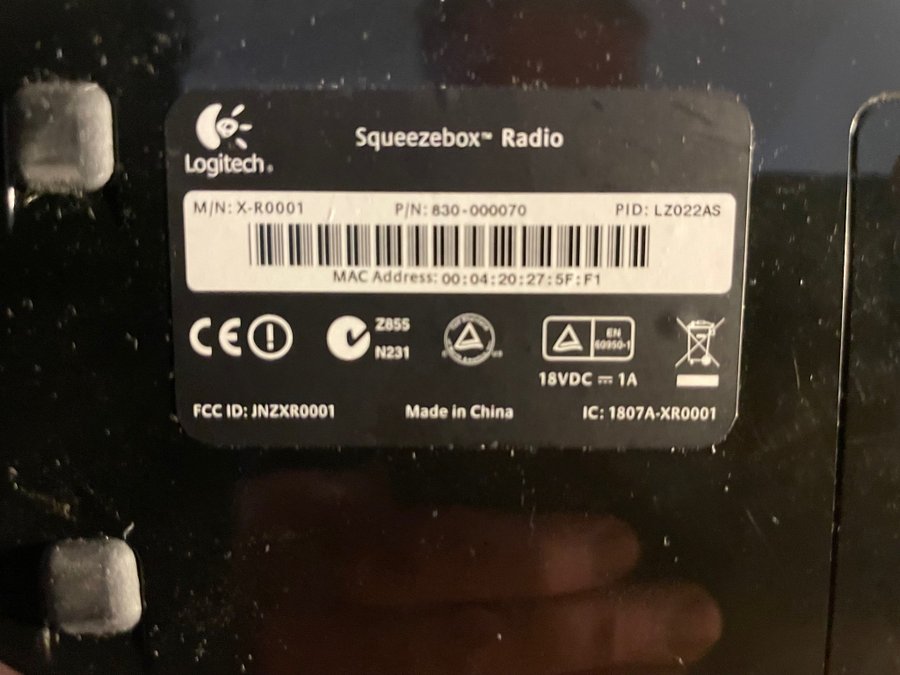 Logitech®
Squeezebox™ Radio
M/N: X-R0001 P/N: 830-000070 PID: LZ022AS
MAC Address: 00:04:20:27:5F:F1
CE Z855
N231
EN
60950-1
18VDC ⎓ 1A
FCC ID: JNZXR0001 Made in China IC: 1807A-XR0001